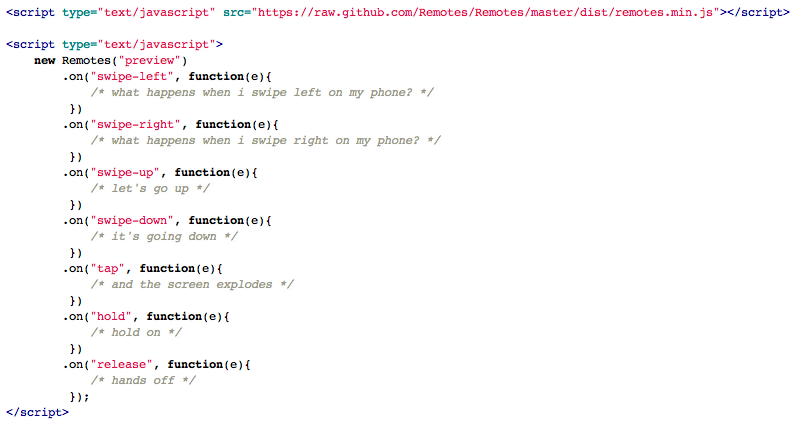 <script type="text/javascript" src="https://raw.github.com/Remotes/Remotes/master/dist/remotes.min.js"></script>

<script type="text/javascript">
    new Remotes("preview")
        .on("swipe-left", function(e){
            /* what happens when i swipe left on my phone? */
         })
        .on("swipe-right", function(e){
            /* what happens when i swipe right on my phone? */
         })
        .on("swipe-up", function(e){
            /* let's go up */
         })
        .on("swipe-down", function(e){
            /* it's going down */
         })
        .on("tap", function(e){
            /* and the screen explodes */
         })
        .on("hold", function(e){
            /* hold on */
         })
        .on("release", function(e){
            /* hands off */
         });
</script>